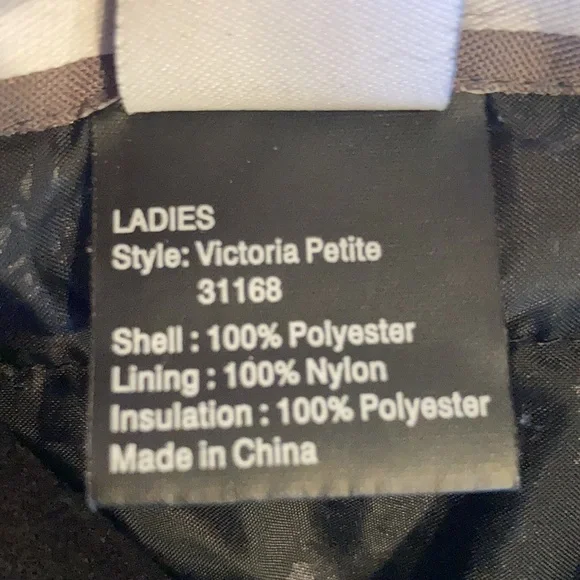 LADIES
Style: Victoria Petite
31168
Shell : 100% Polyester
Lining : 100% Nylon
Insulation : 100% Polyester
Made in China